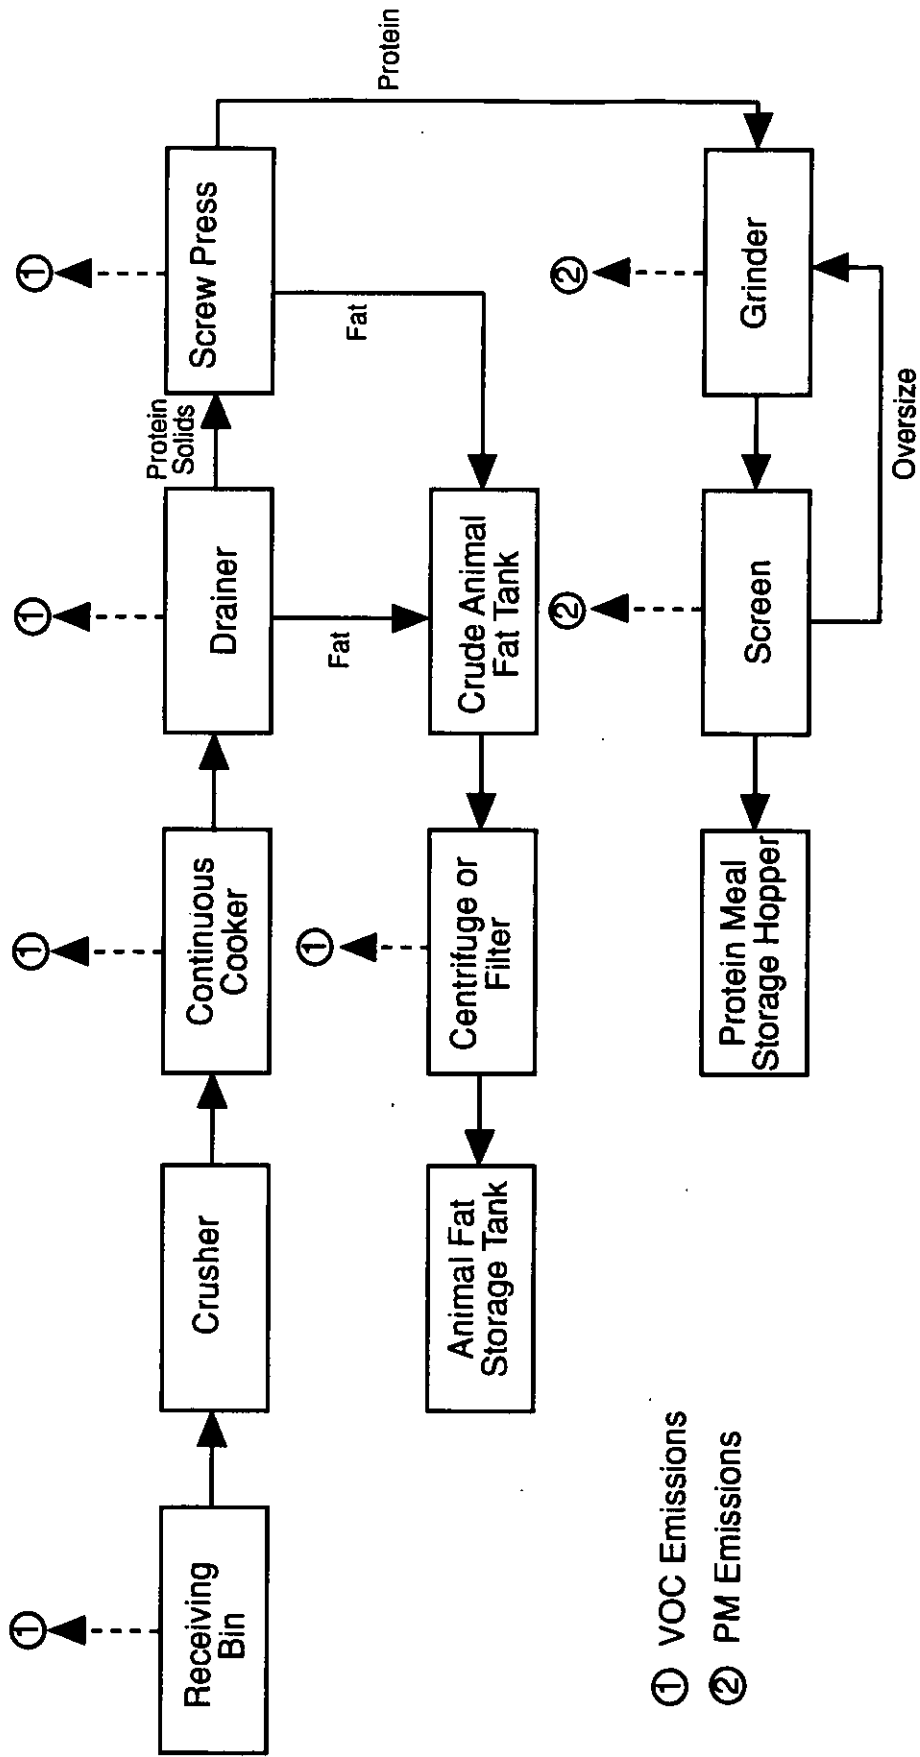 ①
Receiving
Bin
Crusher
①
Continuous
Cooker
①
Drainer
Protein
Solids
①
Screw Press
Protein
Fat
Fat
Crude Animal
Fat Tank
①
Centrifuge or
Filter
Animal Fat
Storage Tank
②
Grinder
②
Screen
Oversize
Protein Meal
Storage Hopper
① VOC Emissions
② PM Emissions